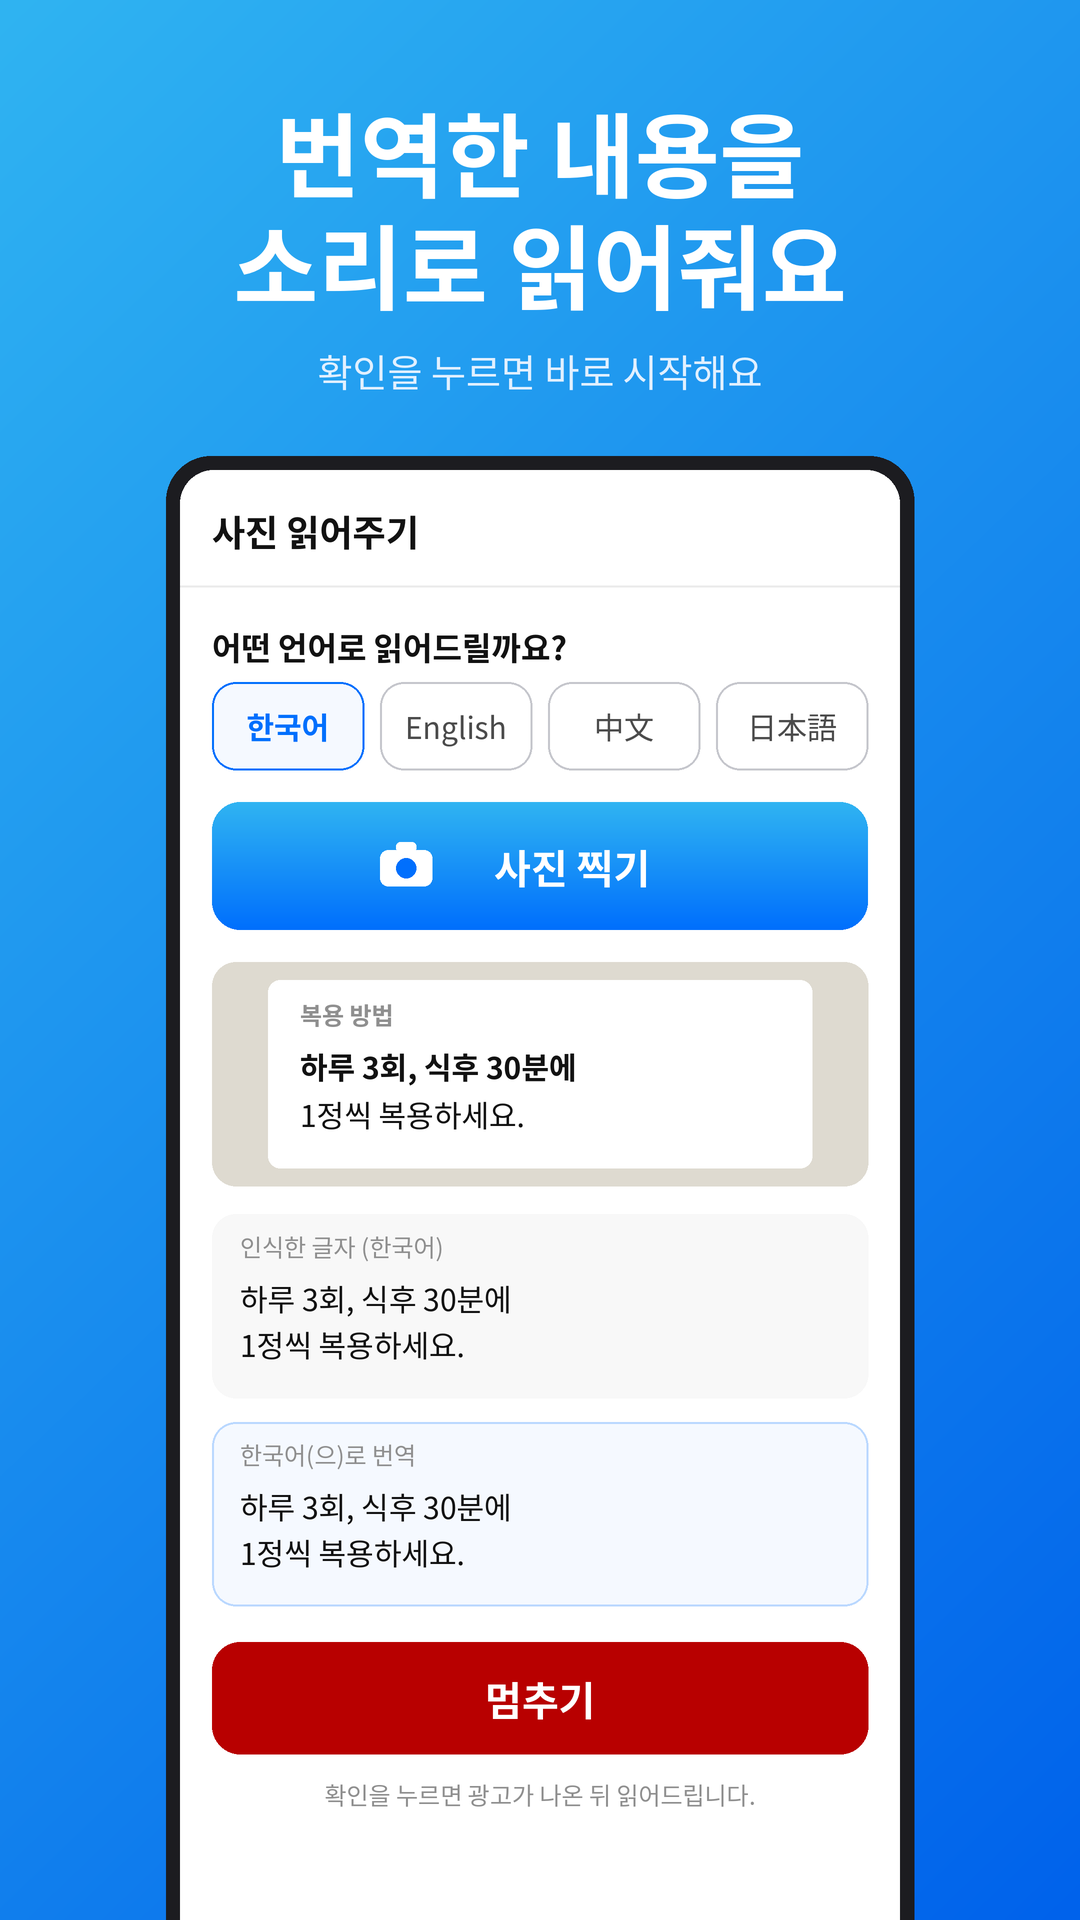 번역한 내용을
소리로 읽어줘요
확인을 누르면 바로 시작해요
사진 읽어주기
어떤 언어로 읽어드릴까요?
한국어 English 中文 日本語
사진 찍기
복용 방법
하루 3회, 식후 30분에
1정씩 복용하세요.
인식한 글자 (한국어)
하루 3회, 식후 30분에
1정씩 복용하세요.
한국어(으)로 번역
하루 3회, 식후 30분에
1정씩 복용하세요.
멈추기
확인을 누르면 광고가 나온 뒤 읽어드립니다.